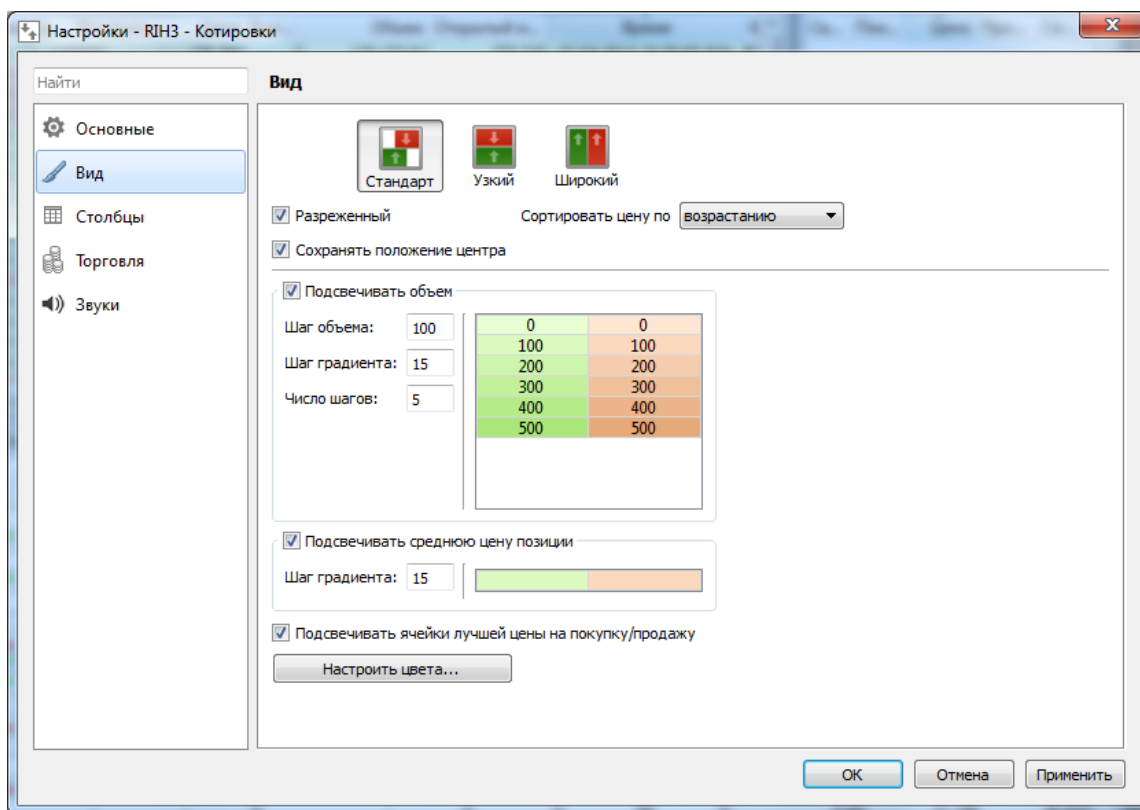 Настройки - RIH3 - Котировки
Найти
Вид
Основные
Вид
Столбцы
Торговля
Звуки
Стандарт Узкий Широкий
Разреженный Сортировать цену по возрастанию
Сохранять положение центра
Подсвечивать объем
Шаг объема: 100
Шаг градиента: 15
Число шагов: 5
0 0
100 100
200 200
300 300
400 400
500 500
Подсвечивать среднюю цену позиции
Шаг градиента: 15
Подсвечивать ячейки лучшей цены на покупку/продажу
Настроить цвета...
OK Отмена Применить